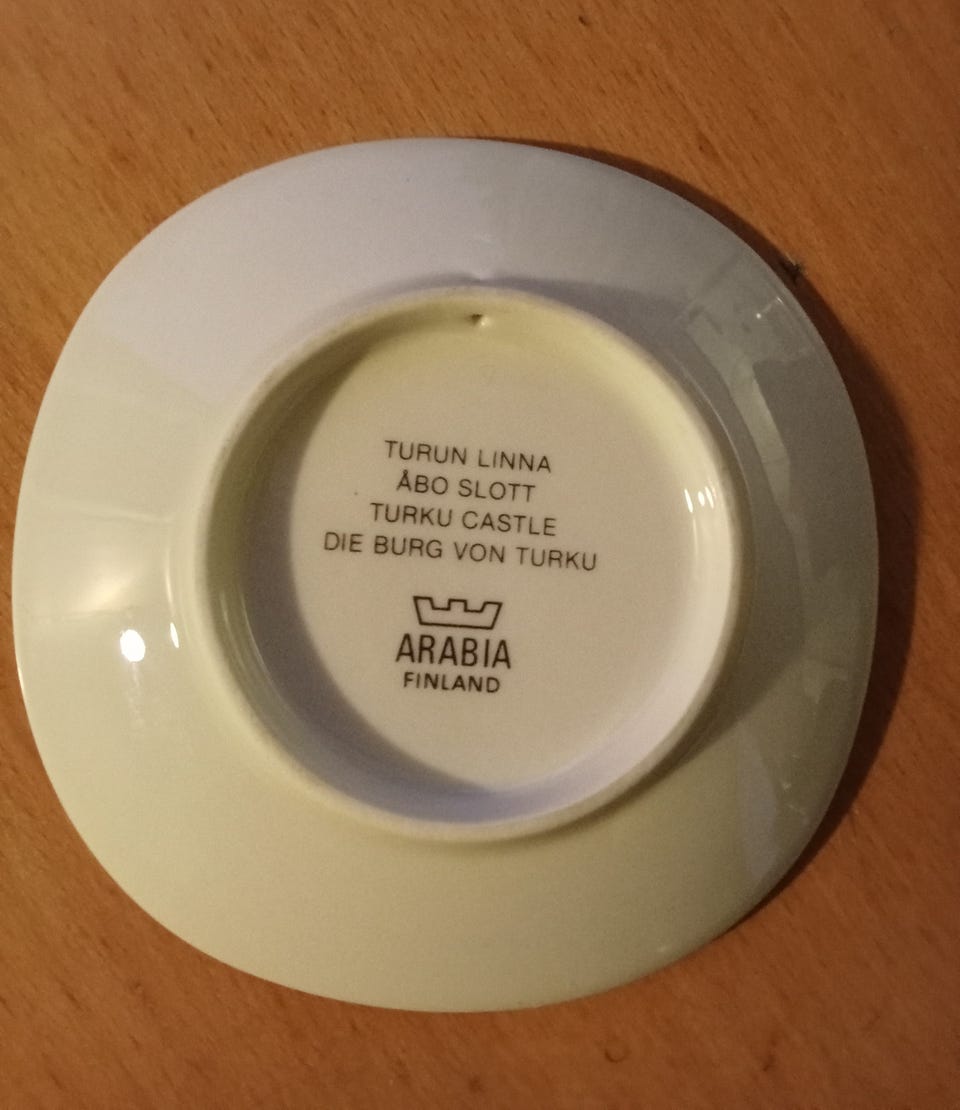 TURUN LINNA
ÅBO SLOTT
TURKU CASTLE
DIE BURG VON TURKU
ARABIA
FINLAND